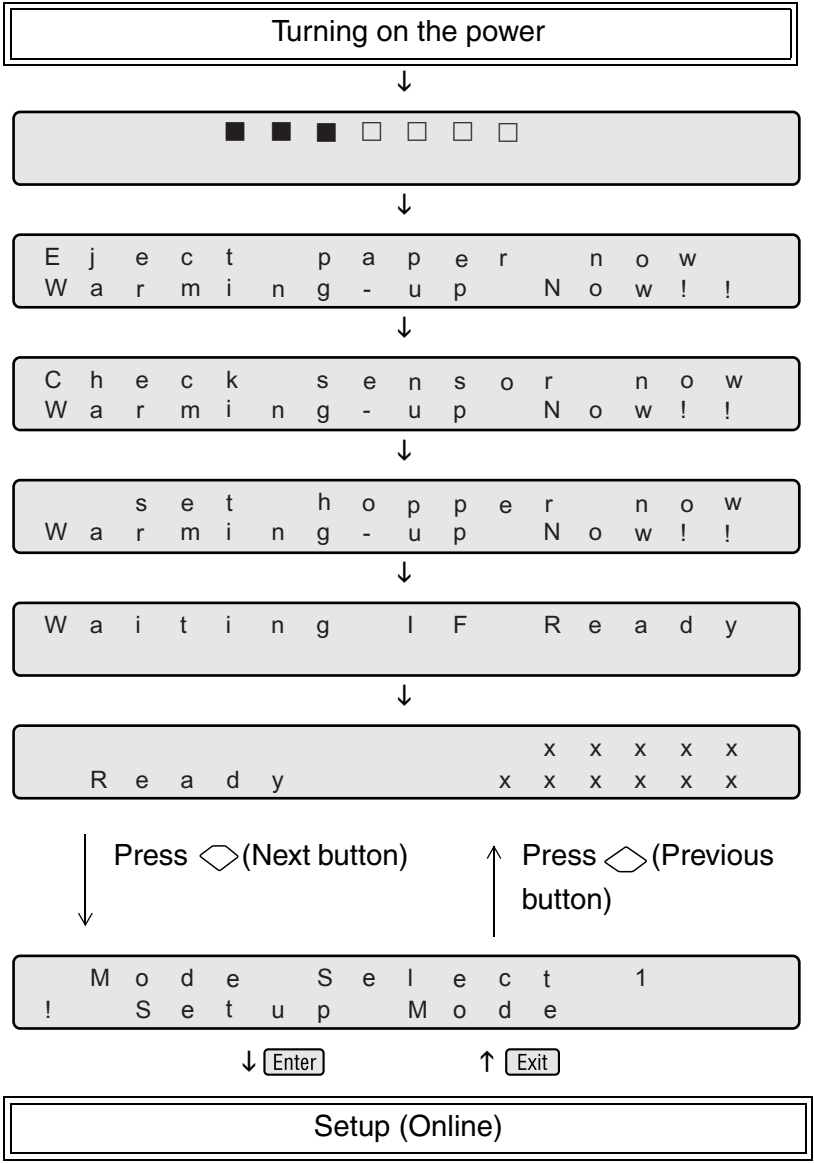 Turning on the power
↓
■ ■ ■ □ □ □ □
↓
Eject paper now
Warming-up Now!!
↓
Check sensor now
Warming-up Now!!
↓
set hopper now
Warming-up Now!!
↓
Waiting IF Ready
↓
xxxxx
Ready xxxxxx
Press (Next button)
Press (Previous
button)
Mode Select 1
! Setup Mode
↓ Enter ↑ Exit
Setup (Online)